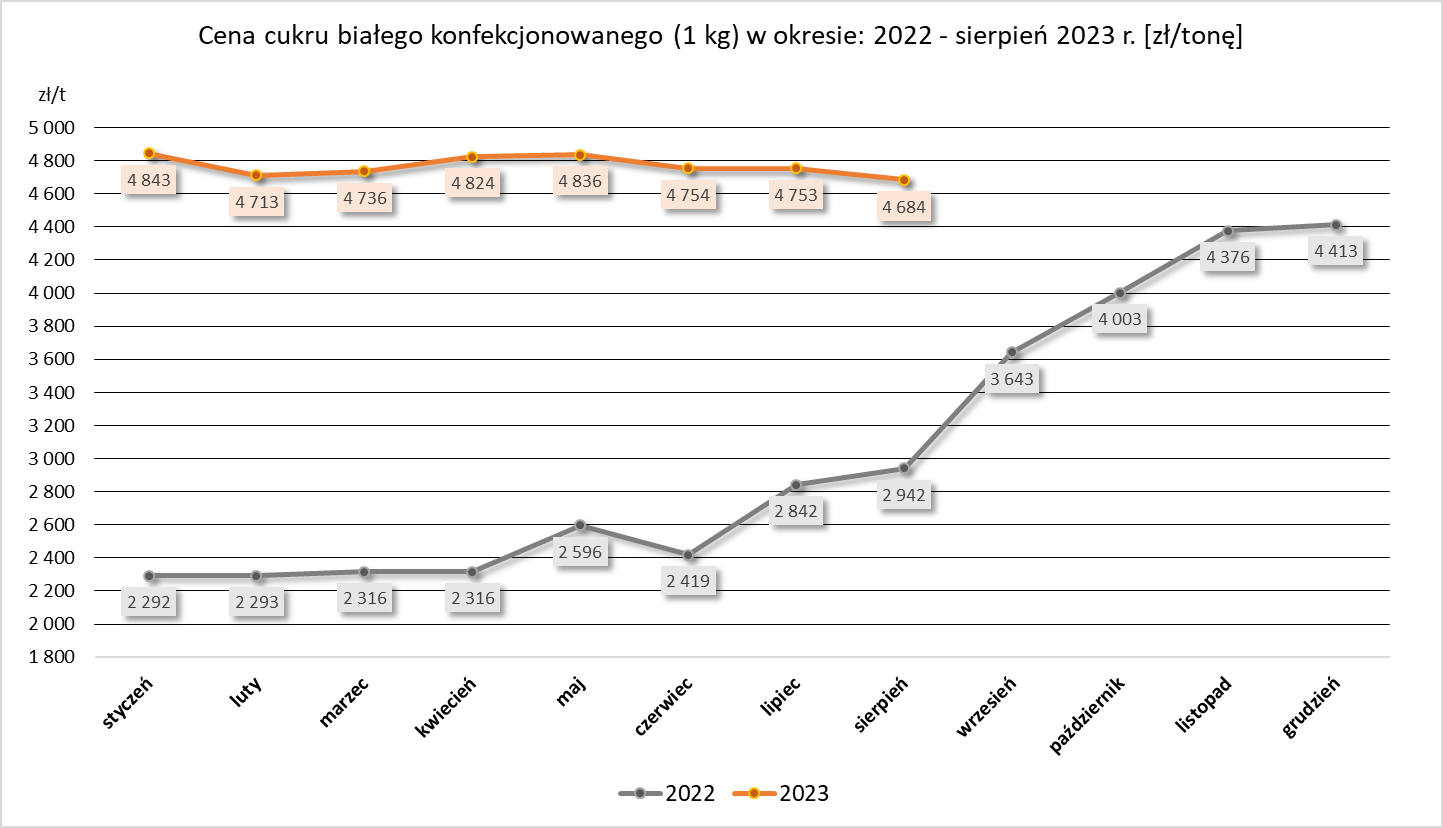 Cena cukru białego konfekcjonowanego (1 kg) w okresie: 2022 - sierpień 2023 r. [zł/tonę]
zł/t
5 000
4 800
4 600
4 400
4 200
4 000
3 800
3 600
3 400
3 200
3 000
2 800
2 600
2 400
2 200
2 000
1 800
4 843
4 713
4 736
4 824
4 836
4 754
4 753
4 684
2 292
2 293
2 316
2 316
2 596
2 419
2 842
2 942
3 643
4 003
4 376
4 413
styczeń
luty
marzec
kwiecień
maj
czerwiec
lipiec
sierpień
wrzesień
październik
listopad
grudzień
2022
2023